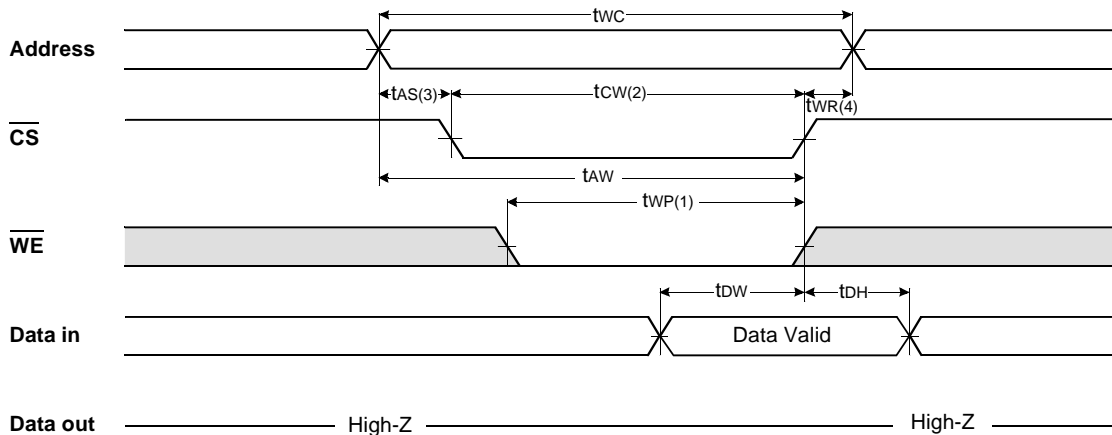 tWC
Address
tAS(3) tCW(2) tWR(4)
CS
tAW
tWP(1)
WE
tDW tDH
Data in Data Valid
Data out High-Z High-Z